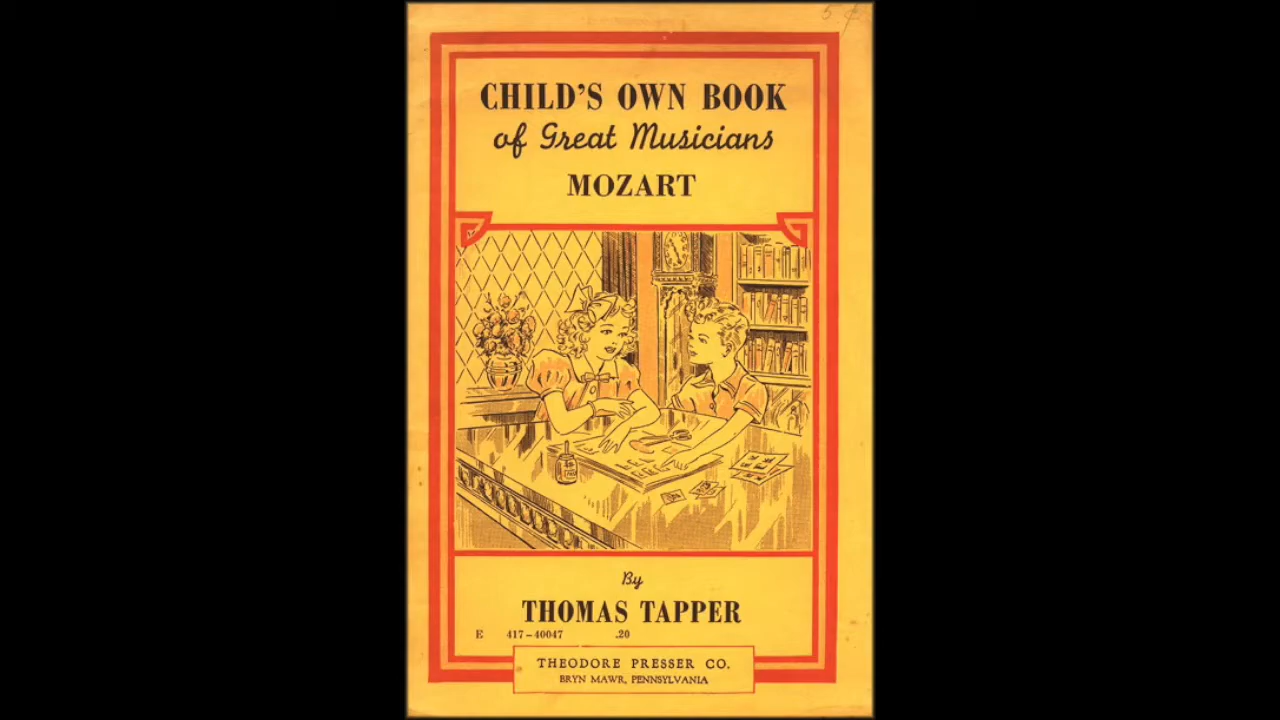 5¢
CHILD'S OWN BOOK
of Great Musicians
MOZART
By
THOMAS TAPPER
E 417-40047 .20
THEODORE PRESSER CO.
BRYN MAWR, PENNSYLVANIA